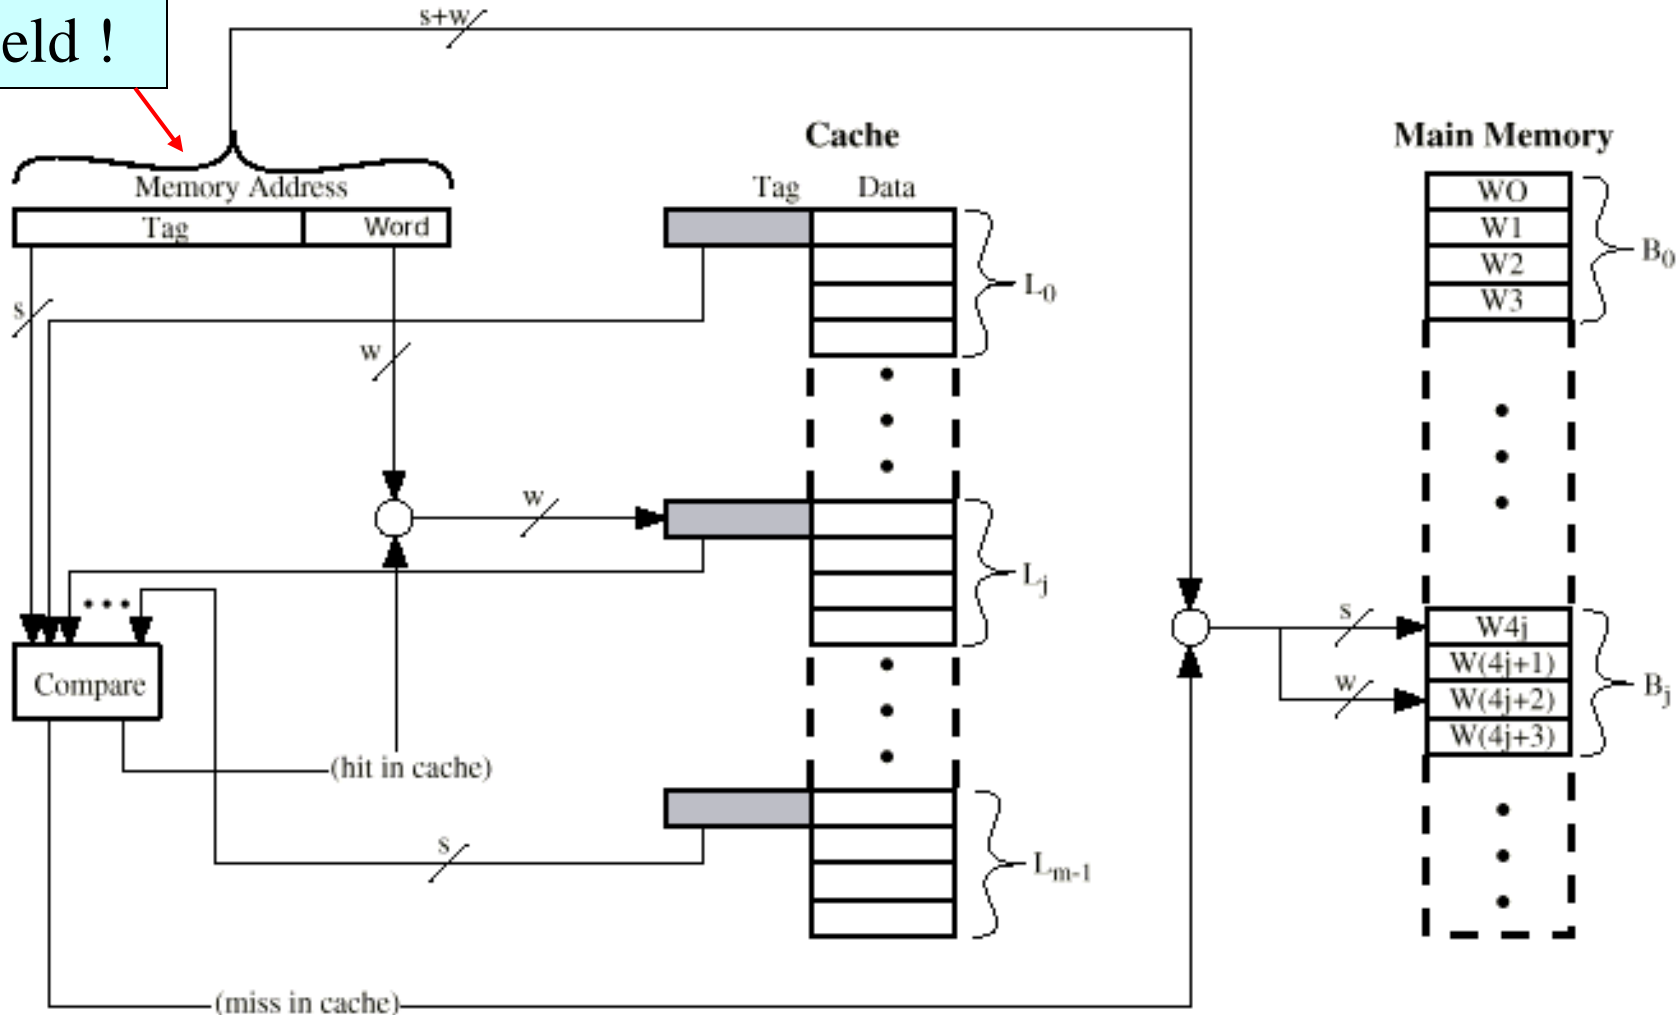 eld !
s+w
Cache
Main Memory
Memory Address
Tag Data
Tag Word
WO
W1
W2
W3
B0
L0
s
w
w
Lj
s
W4j
W(4j+1)
w
W(4j+2)
W(4j+3)
Bj
Compare
(hit in cache)
s
Lm-1
(miss in cache)